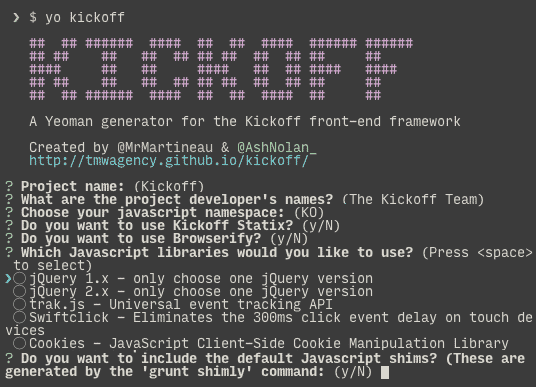 ❯ $ yo kickoff
##  ## ######  ####  ##  ##  ####  ###### ######
## ##    ##   ##  ## ## ##  ##  ## ##     ##
####     ##   ##     ####   ##  ## ####   ####
## ##    ##   ##  ## ## ##  ##  ## ##     ##
##  ## ######  ####  ##  ##  ####  ##     ##
A Yeoman generator for the Kickoff front-end framework
Created by @MrMartineau & @AshNolan_
http://tmwagency.github.io/kickoff/
? Project name: (Kickoff)
? What are the project developer's names? (The Kickoff Team)
? Choose your javascript namespace: (KO)
? Do you want to use Kickoff Statix? (y/N)
? Do you want to use Browserify? (y/N)
? Which Javascript libraries would you like to use? (Press <space>
to select)
❯◯ jQuery 1.x – only choose one jQuery version
◯ jQuery 2.x – only choose one jQuery version
◯ trak.js – Universal event tracking API
◯ Swiftclick – Eliminates the 300ms click event delay on touch de
vices
◯ Cookies – JavaScript Client-Side Cookie Manipulation Library
? Do you want to include the default Javascript shims? (These are
generated by the 'grunt shimly' command: (y/N)